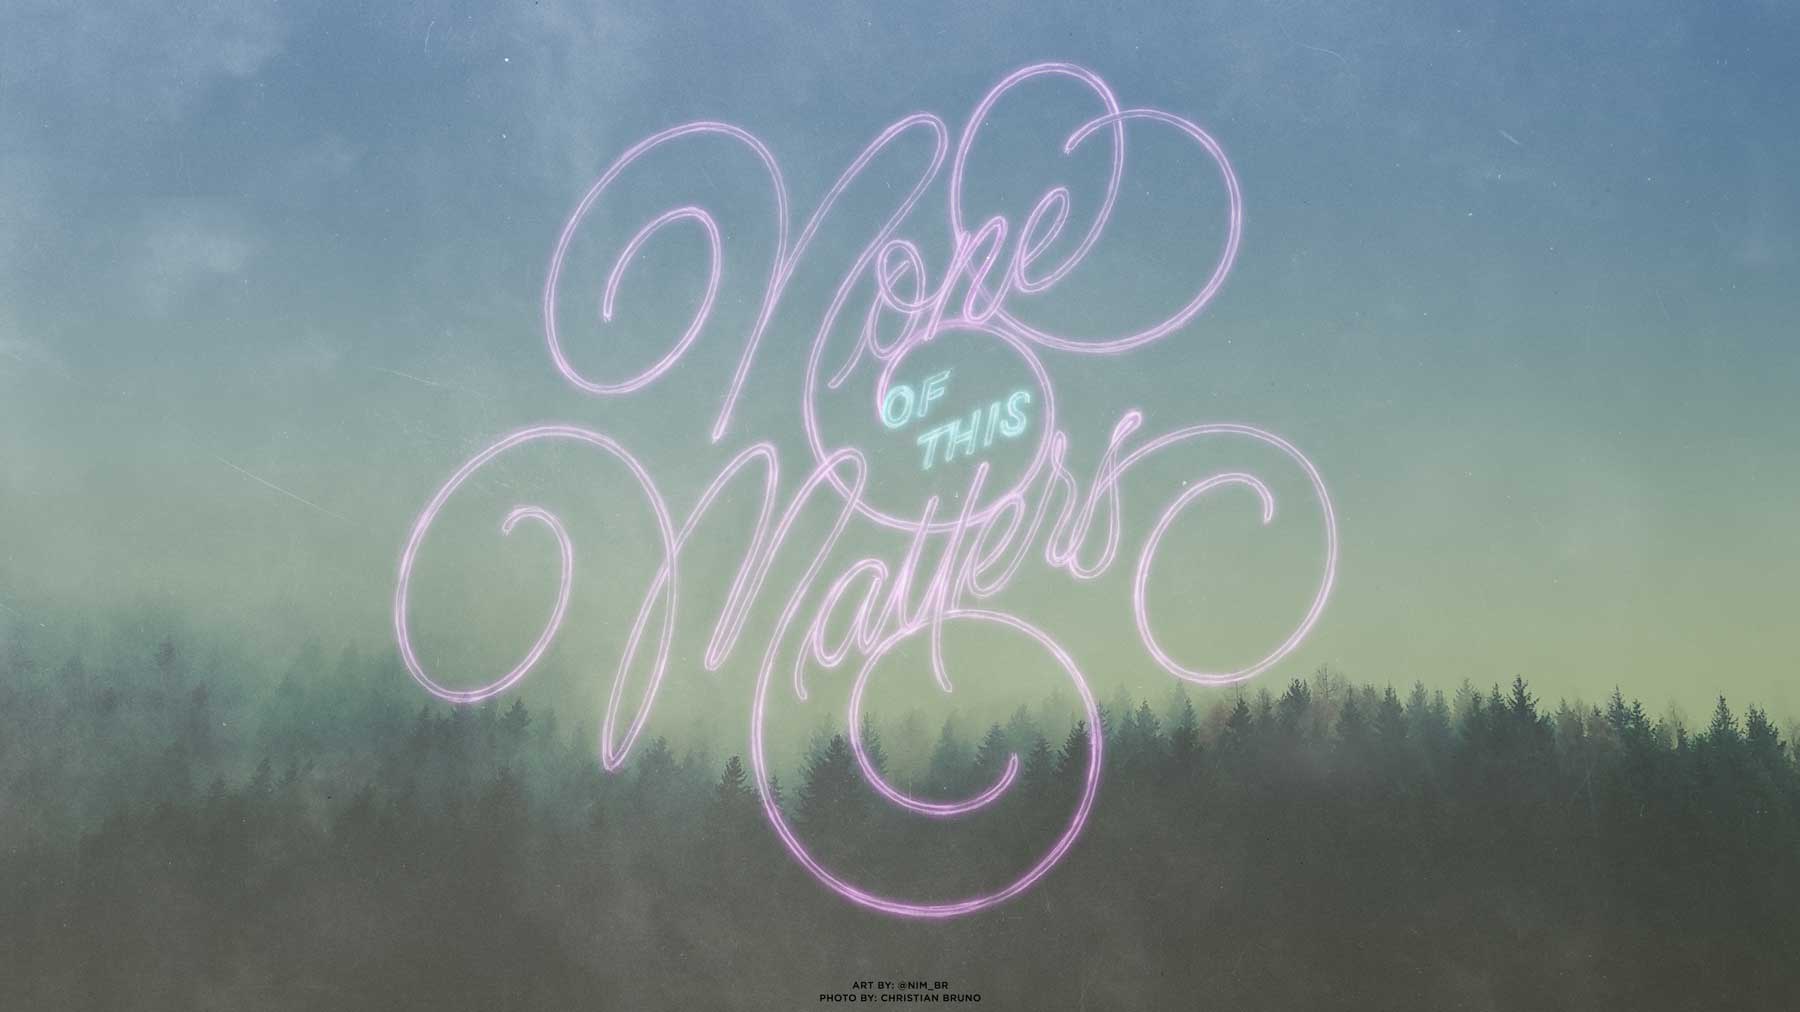 None
OF
THIS
Matters
ART BY: @NIM_BR
PHOTO BY: CHRISTIAN BRUNO